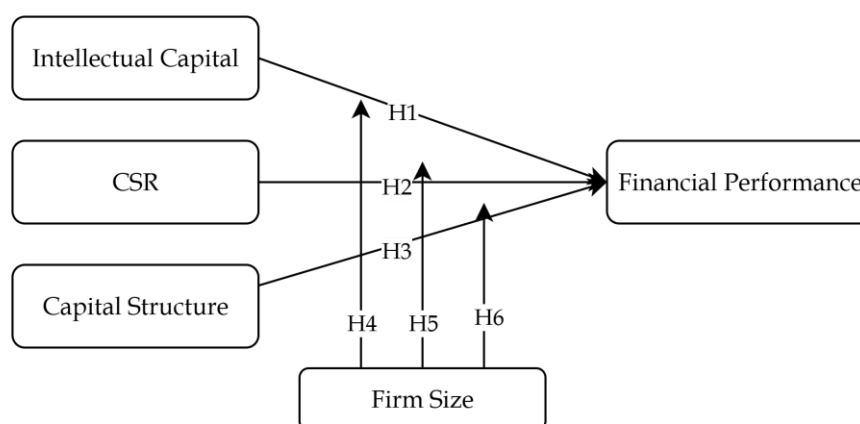 Intellectual Capital
H1
CSR
H2
Financial Performance
H3
Capital Structure
H4
H5
H6
Firm Size